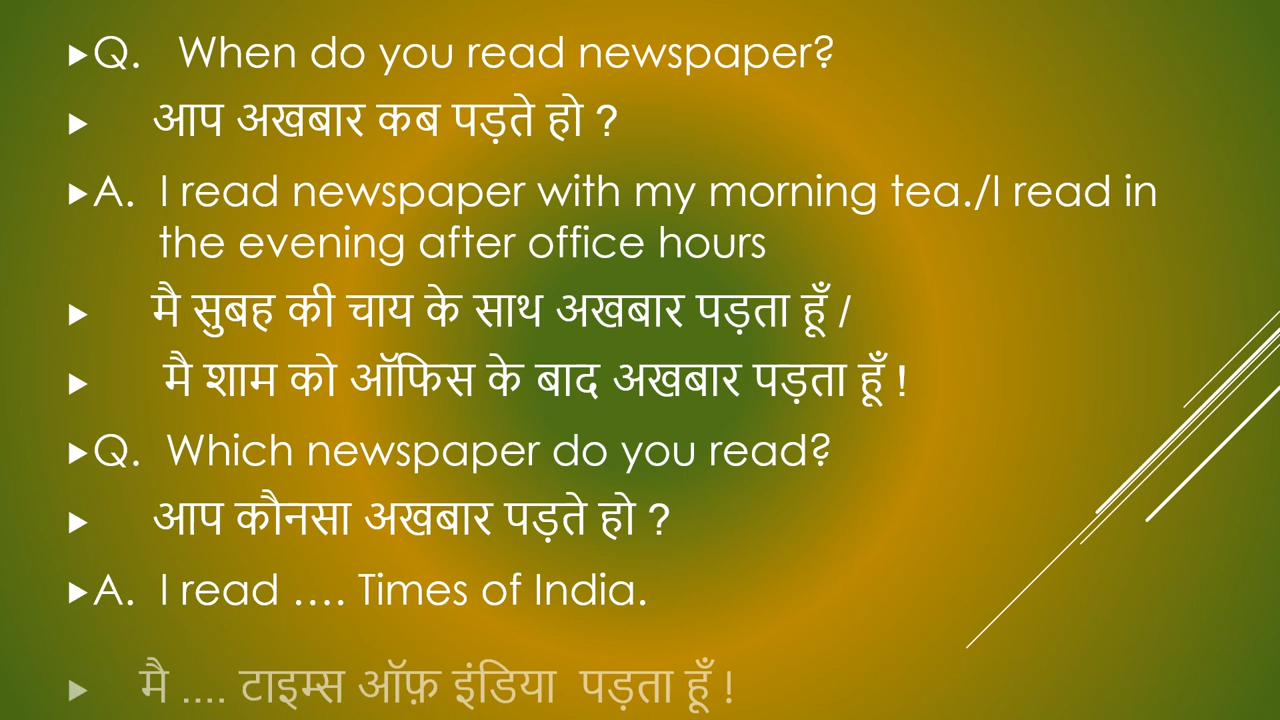 Q. When do you read newspaper?
आप अखबार कब पड़ते हो ?
A. I read newspaper with my morning tea./I read in
the evening after office hours
मै सुबह की चाय के साथ अखबार पड़ता हूँ /
मै शाम को ऑफिस के बाद अखबार पड़ता हूँ !
Q. Which newspaper do you read?
आप कौनसा अखबार पड़ते हो ?
A. I read …. Times of India.
मै .... टाइम्स ऑफ़ इंडिया पड़ता हूँ !